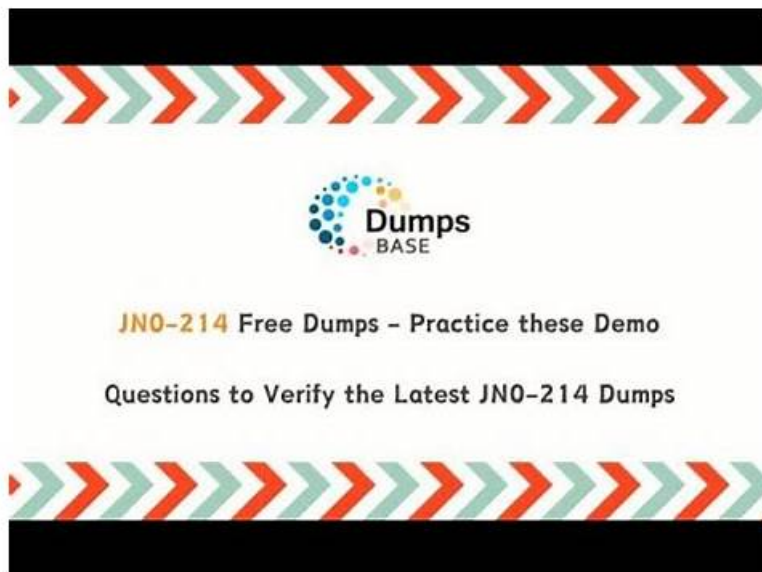 Dumps
BASE
JN0-214 Free Dumps - Practice these Demo
Questions to Verify the Latest JN0-214 Dumps